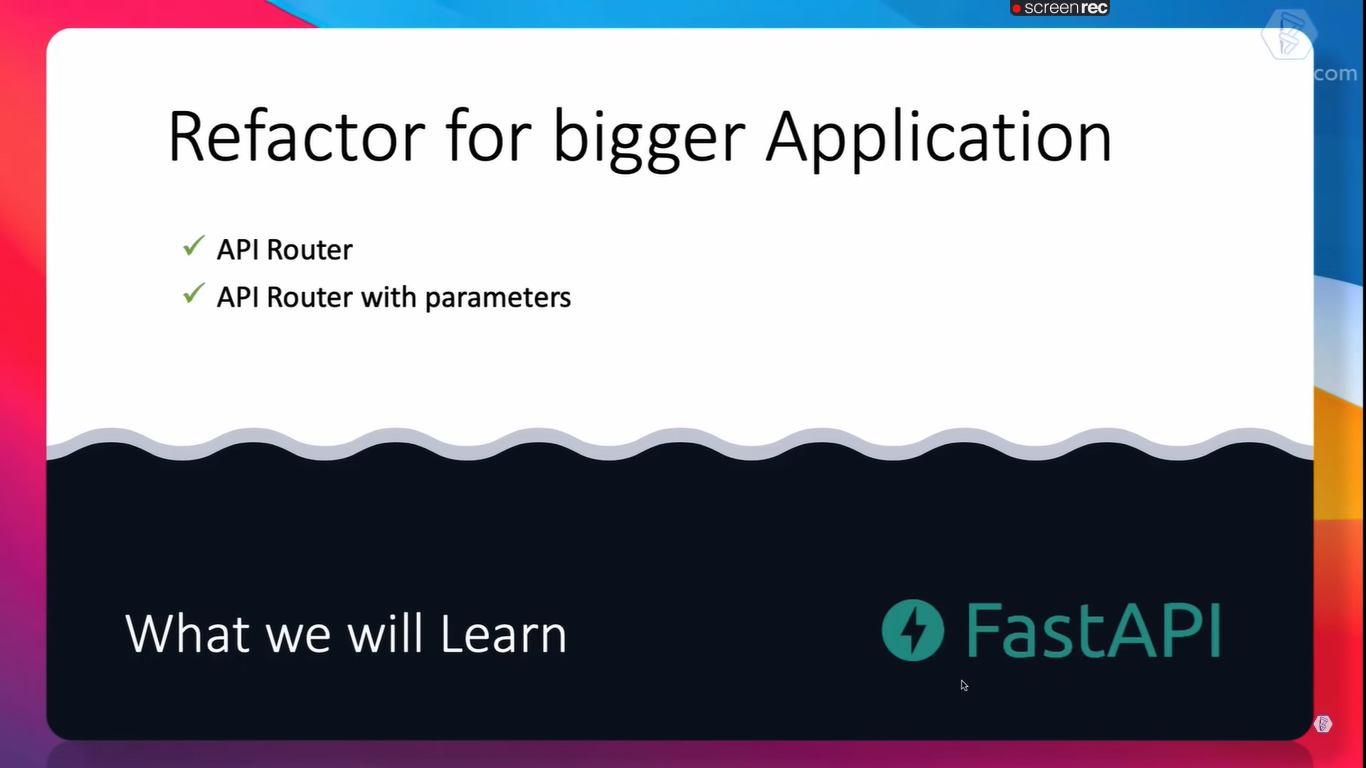 screenrec
com
Refactor for bigger Application
✓ API Router
✓ API Router with parameters
What we will Learn
FastAPI